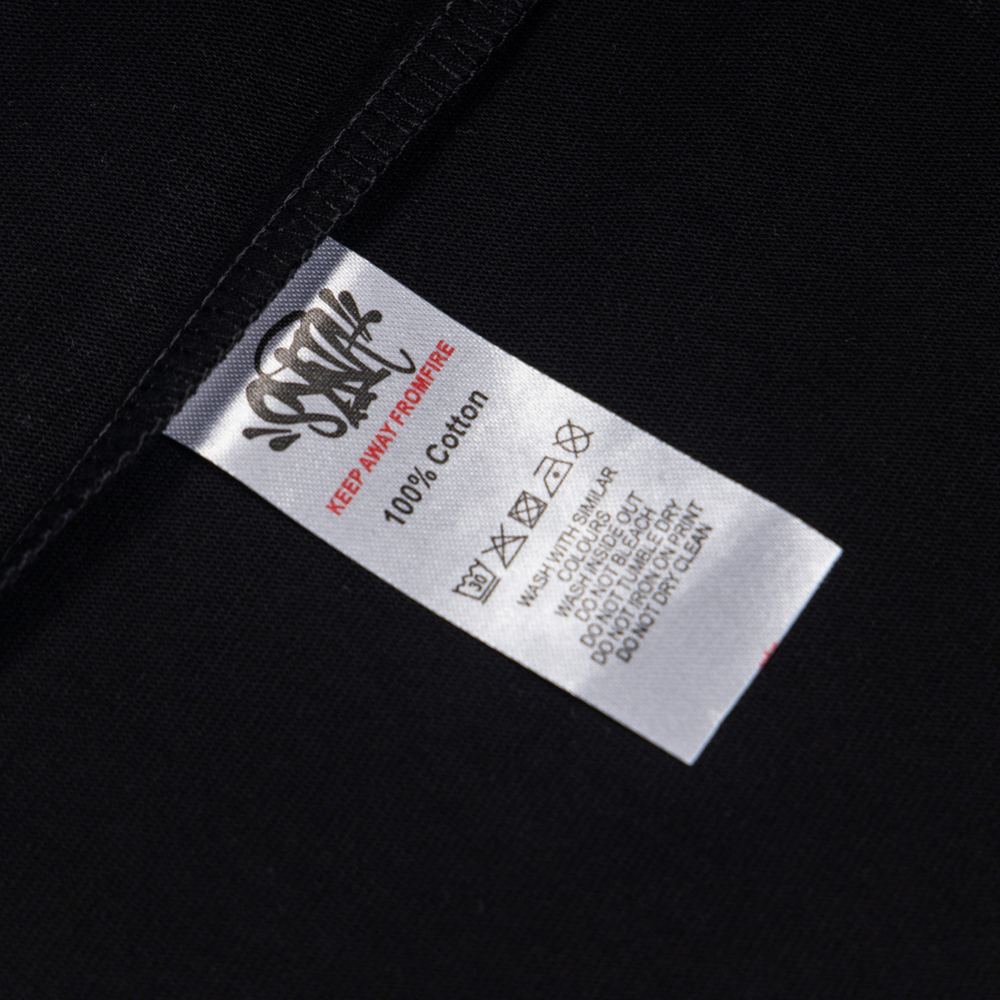 KEEP AWAY FROMFIRE
100% Cotton
30
WASH WITH SIMILAR
COLOURS
WASH INSIDE OUT
DO NOT BLEACH
DO NOT TUMBLE DRY
DO NOT IRON ON PRINT
DO NOT DRY CLEAN